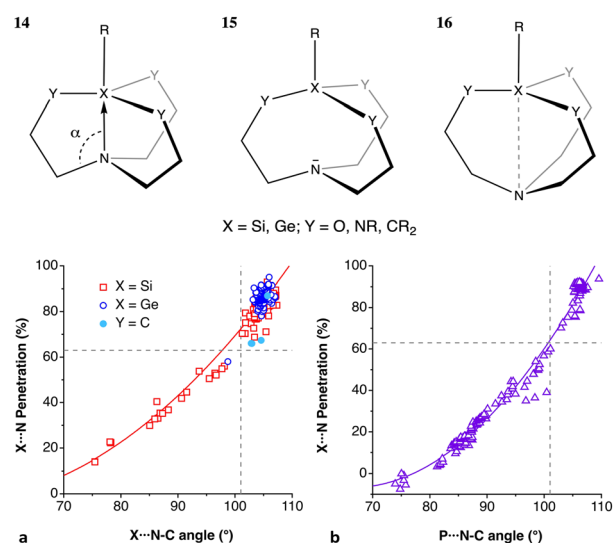 14
15
16
R
R
R
Y
X
Y
Y
α
N
Y
X
Y
Y
N̄
Y
X
Y
Y
N
X = Si, Ge; Y = O, NR, CR₂
X = Si
X = Ge
Y = C
100
80
60
40
20
0
X···N Penetration (%)
70 80 90 100 110
X···N-C angle (°)
a
100
80
60
40
20
0
X···N Penetration (%)
70 80 90 100 110
P···N-C angle (°)
b